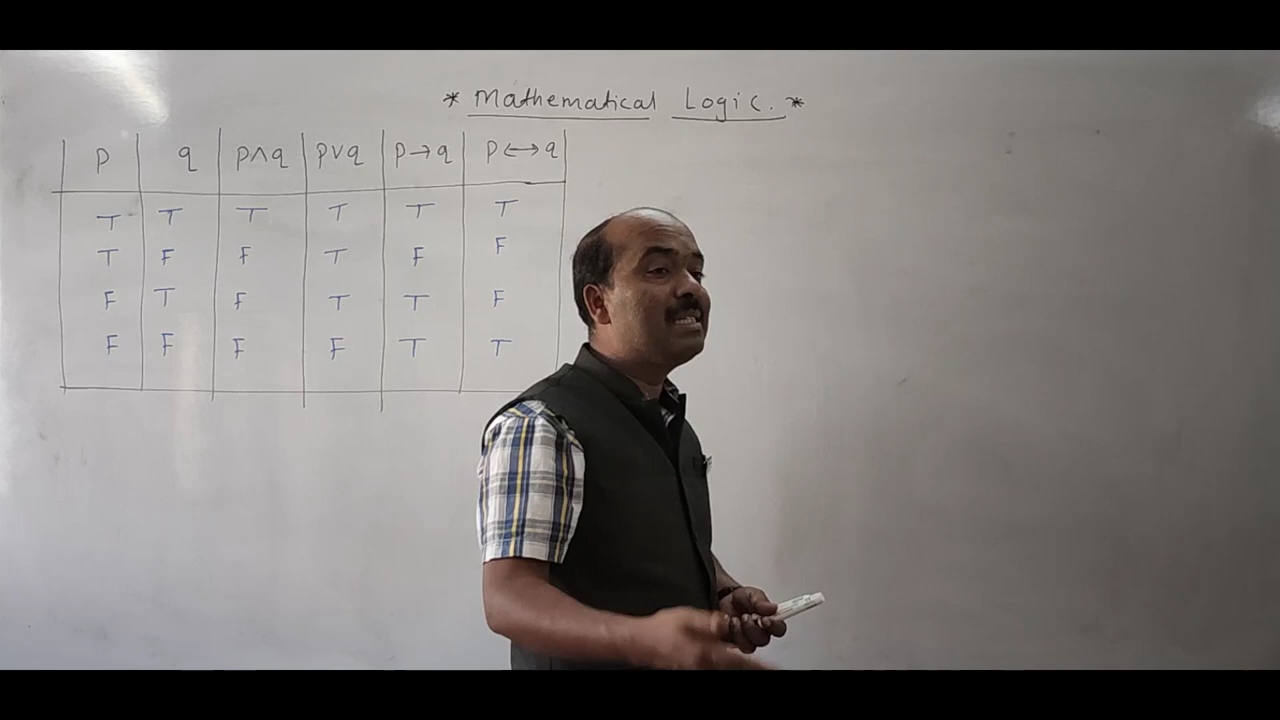 * Mathematical Logic. *
p q p∧q p∨q p→q p↔q
T T T T T T
T F F T F F
F T F T T F
F F F F T T